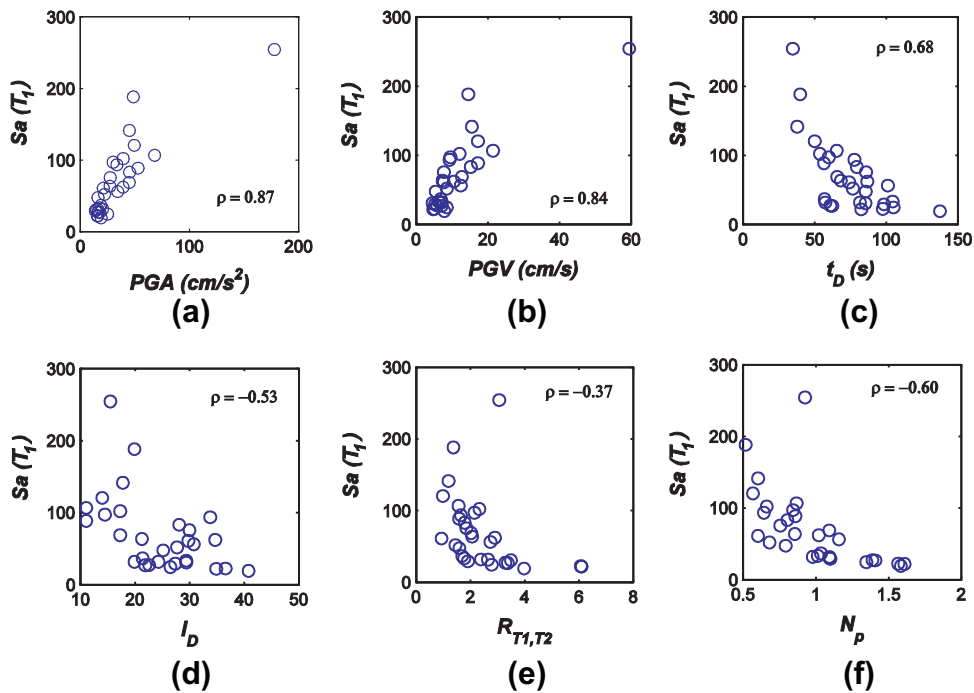 300
200
100
0
0 100 200
Sa (T₁)
ρ = 0.87
PGA (cm/s²)
(a)
300
200
100
0
0 20 40 60
Sa (T₁)
ρ = 0.84
PGV (cm/s)
(b)
300
200
100
0
0 50 100 150
Sa (T₁)
ρ = 0.68
t_D (s)
(c)
300
200
100
0
10 20 30 40 50
Sa (T₁)
ρ = −0.53
I_D
(d)
300
200
100
0
0 2 4 6 8
Sa (T₁)
ρ = −0.37
R_T1,T2
(e)
300
200
100
0
0.5 1 1.5 2
Sa (T₁)
ρ = −0.60
N_p
(f)